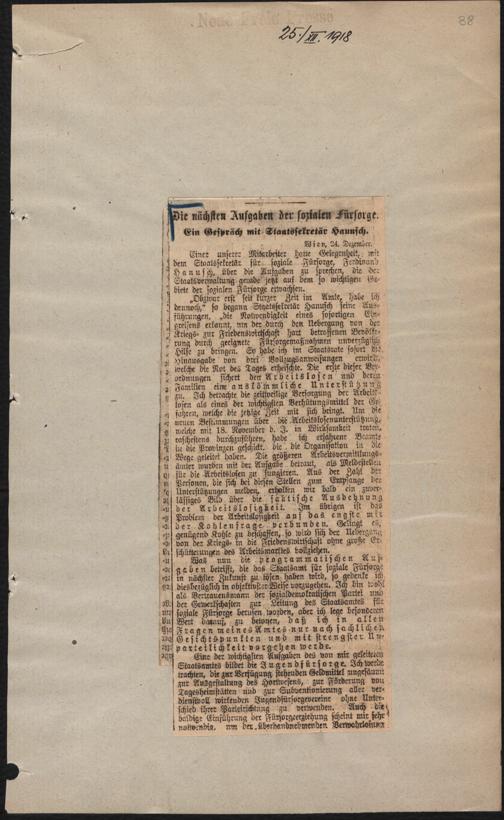 Neue Freie Presse
25./XII. 1918
88
Die nächsten Aufgaben der sozialen Fürsorge.
Ein Gespräch mit Staatssekretär Hanusch.
Wien, 24. Dezember.
Einer unserer Mitarbeiter hatte Gelegenheit, mit
dem Staatssekretär für soziale Fürsorge, Ferdinand
Hanusch, über die Aufgaben zu sprechen, die der
Staatsverwaltung gerade jetzt auf dem so wichtigen Ge-
biete der sozialen Fürsorge erwachsen.
„Obzwar erst seit kurzer Zeit im Amte, habe ich
dennoch," so begann Staatssekretär Hanusch seine Aus-
führungen, „die Notwendigkeit eines sofortigen Ein-
greifens erkannt, um der durch den Uebergang von der
Kriegs- zur Friedenswirtschaft hart betroffenen Bevölke-
rung durch geeignete Fürsorgemaßnahmen unverzüglich
Hilfe zu bringen. So habe ich im Staatsrate sofort die
Hinausgabe von drei Vollzugsanweisungen erwirkt,
welche die Not des Tages erheischte. Die erste dieser Ver-
ordnungen sichert den Arbeitslosen und deren
Familien eine auskömmliche Unterstützung
zu. Ich betrachte die zeitweilige Versorgung der Arbeits-
losen als eines der wichtigsten Verhütungsmittel der Ge-
fahren, welche die jetzige Zeit mit sich bringt. Um die
neuen Bestimmungen über die Arbeitslosenunterstützung,
welche mit 18. November d. J. in Wirksamkeit traten,
raschestens durchzuführen, habe ich erfahrene Beamte
in die Provinzen geschickt, die die Organisation in die
Wege geleitet haben. Die größeren Arbeitsvermittlungs-
ämter wurden mit der Aufgabe betraut, als Meldestellen
für die Arbeitslosen zu fungieren. Aus der Zahl der
Personen, die sich bei diesen Stellen zum Empfange der
Unterstützungen melden, erhalten wir bald ein zuver-
lässiges Bild über die faktische Ausdehnung
der Arbeitslosigkeit. Im übrigen ist das
Problem der Arbeitslosigkeit auf das engste mit
der Kohlenfrage verbunden. Gelingt es,
genügend Kohle zu beschaffen, so wird sich der Uebergang
von der Kriegs- in die Friedenswirtschaft ohne große Er-
schütterungen des Arbeitsmarktes vollziehen.
Was nun die programmatischen Auf-
gaben betrifft, die das Staatsamt für soziale Fürsorge
in nächster Zukunft zu lösen haben wird, so gedenke ich
diesbezüglich in objektivster Weise vorzugehen. Ich bin wohl
als Vertrauensmann der sozialdemokratischen Partei und
der Gewerkschaften zur Leitung des Staatsamtes für
soziale Fürsorge berufen worden, aber ich lege besonderen
Wert darauf, zu betonen, daß ich in allen
Fragen meines Amtes nur nach sachlichen
Gesichtspunkten und mit strengster Un-
parteilichkeit vorgehen werde.
Eine der wichtigsten Aufgaben des von mir geleiteten
Staatsamtes bildet die Jugendfürsorge. Ich werde
trachten, die zur Verfügung stehenden Geldmittel ungesäumt
zur Ausgestaltung des Hortwesens, zur Förderung von
Tagesheimstätten und zur Subventionierung aller ver-
dienstvoll wirkenden Jugendfürsorgevereine ohne Unter-
schied ihrer Parteirichtung zu verwenden. Auch die
baldige Einführung der Fürsorgeerziehung scheint mir sehr
notwendig, um der überhandnehmenden Verwahrlosung